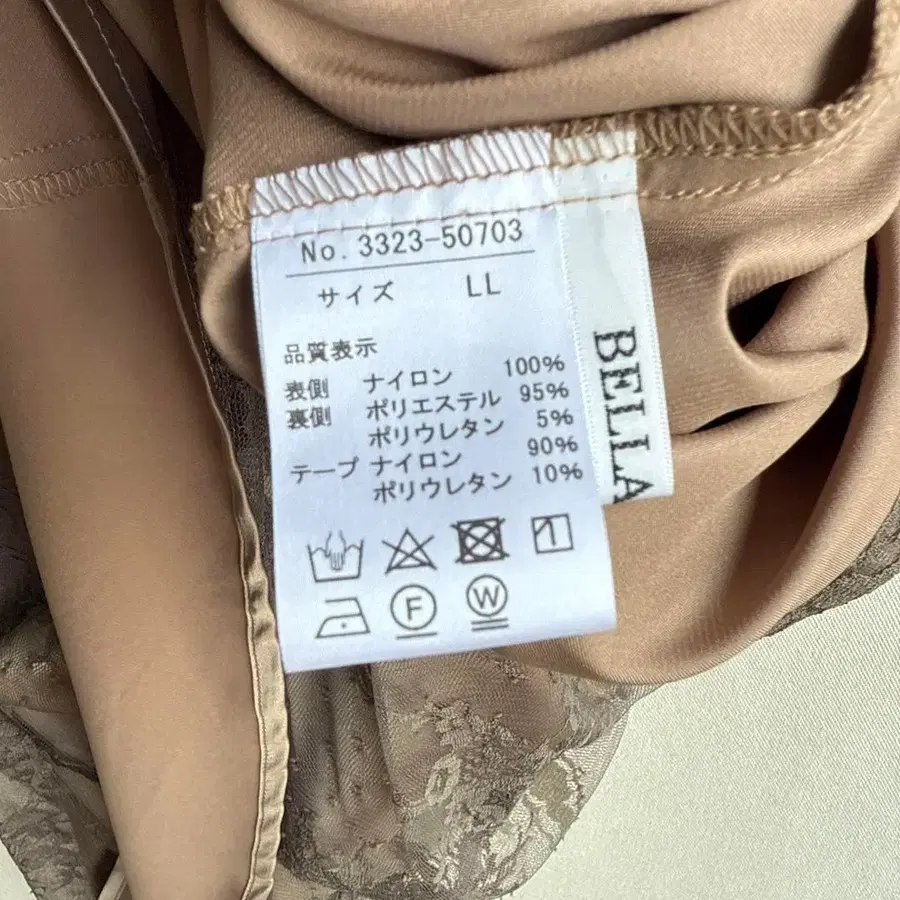 No. 3323-50703
サイズ LL
品質表示
表側 ナイロン 100%
裏側 ポリエステル 95%
ポリウレタン 5%
テープ ナイロン 90%
ポリウレタン 10%
F W
BELLA